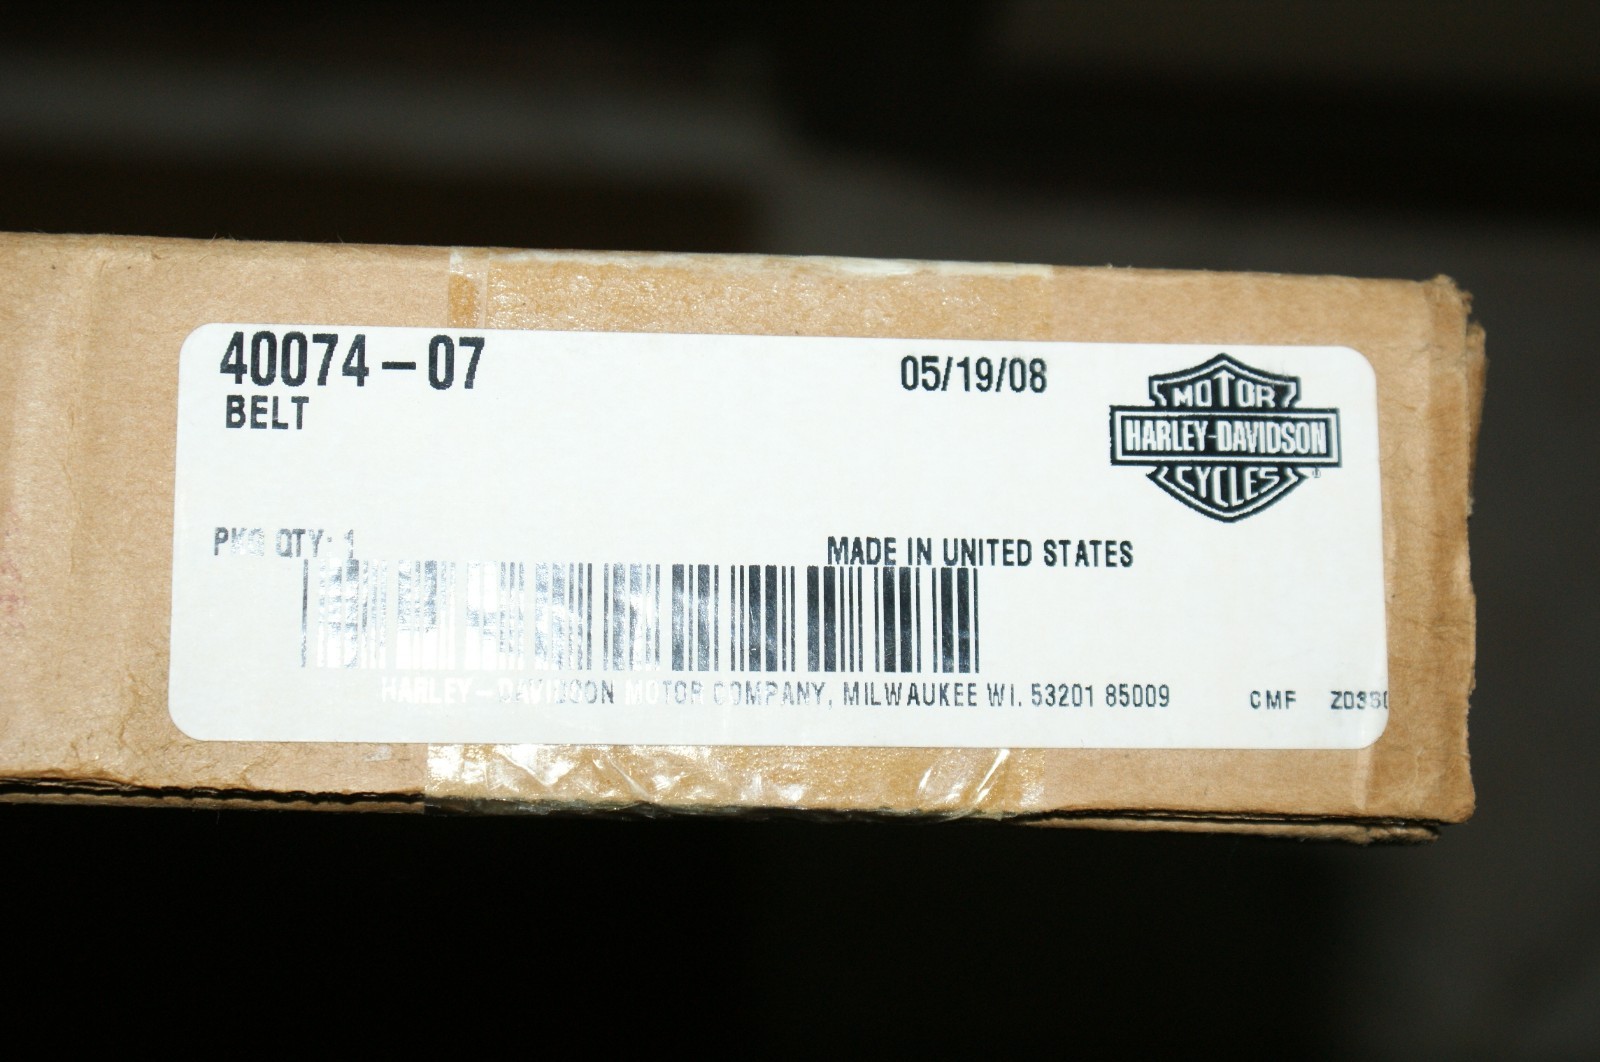 40074-07
05/19/08
BELT
MOTOR
HARLEY-DAVIDSON
CYCLES
PKG QTY: 1
MADE IN UNITED STATES
HARLEY-DAVIDSON MOTOR COMPANY, MILWAUKEE WI. 53201 85009
CMF